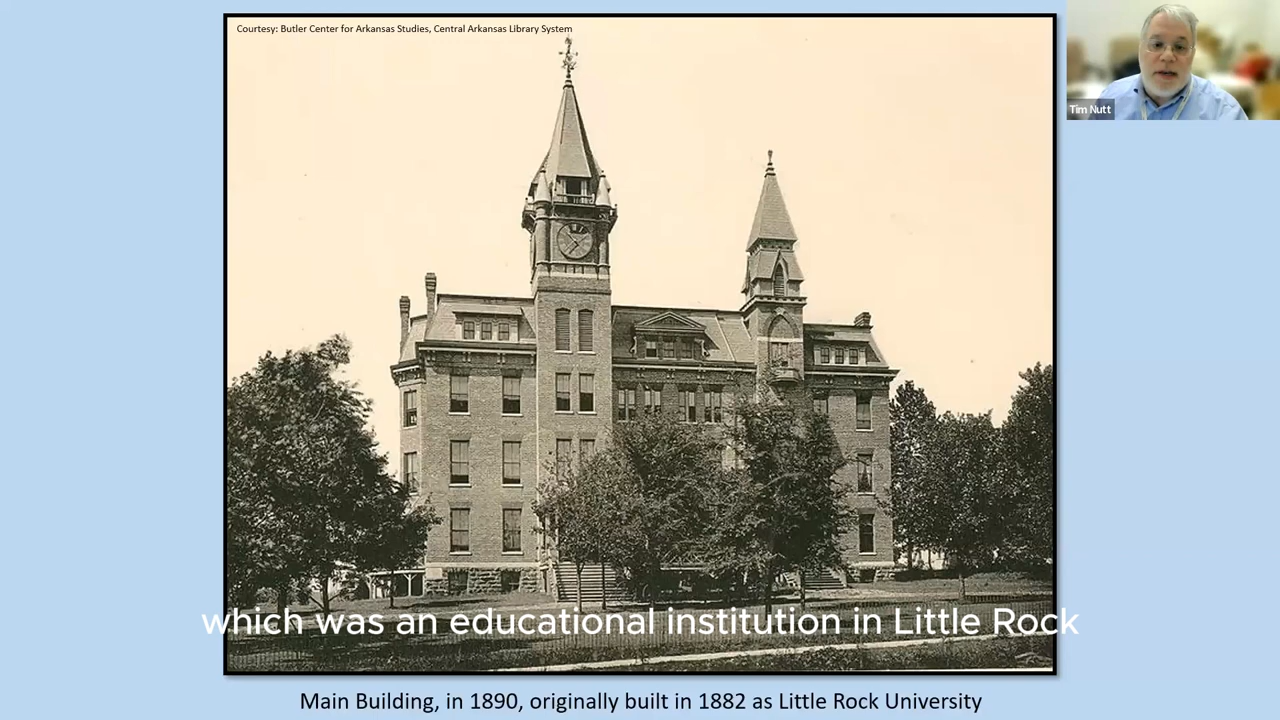 Courtesy: Butler Center for Arkansas Studies, Central Arkansas Library System
Tim Nutt
which was an educational institution in Little Rock
Main Building, in 1890, originally built in 1882 as Little Rock University